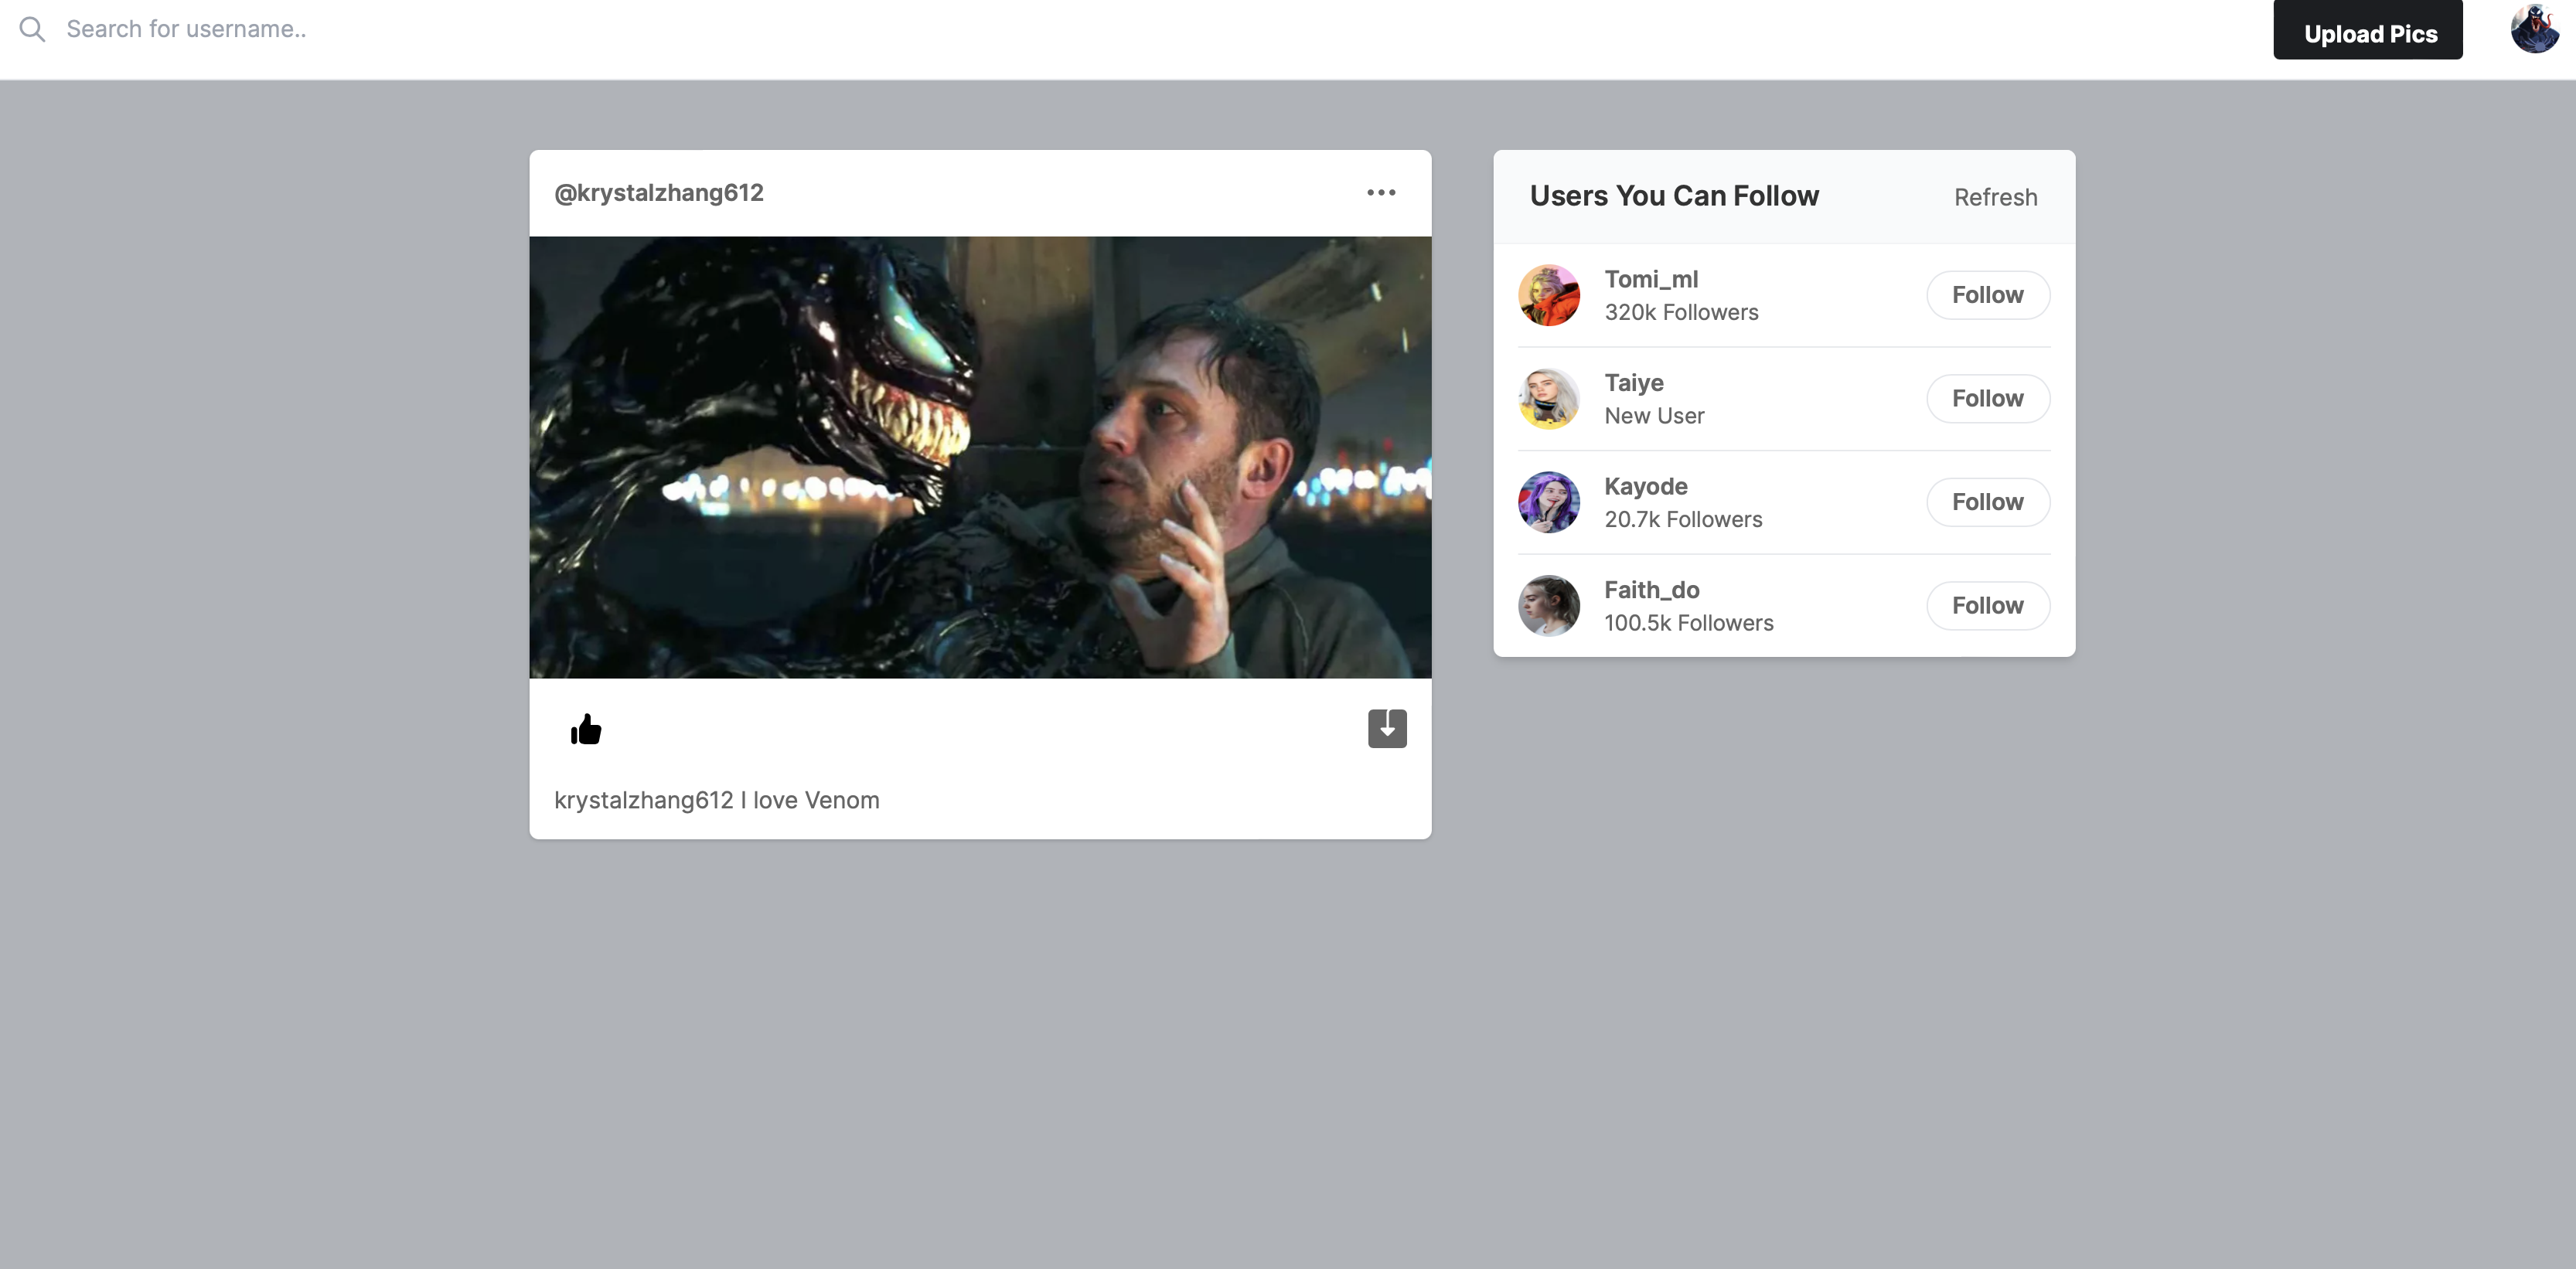 Search for username..
Upload Pics
@krystalzhang612
krystalzhang612 I love Venom
Users You Can Follow
Refresh
Tomi_ml
320k Followers
Follow
Taiye
New User
Follow
Kayode
20.7k Followers
Follow
Faith_do
100.5k Followers
Follow